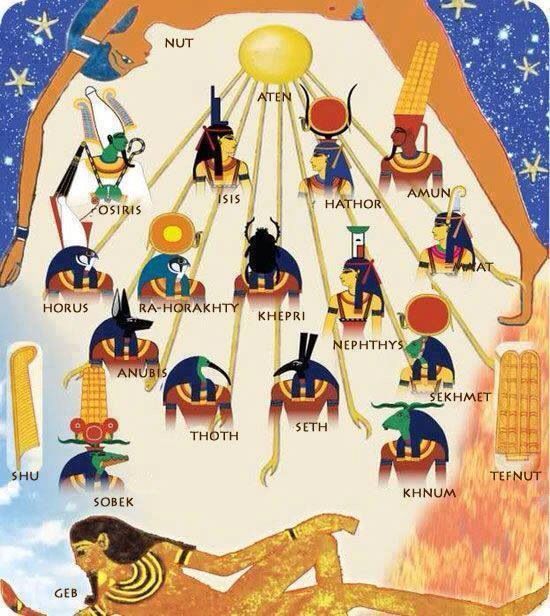 NUT
ATEN
OSIRIS
ISIS
HATHOR
AMUN
MAAT
HORUS
RA-HORAKHTY
KHEPRI
NEPHTHYS
ANUBIS
SEKHMET
THOTH
SETH
SHU
SOBEK
KHNUM
TEFNUT
GEB